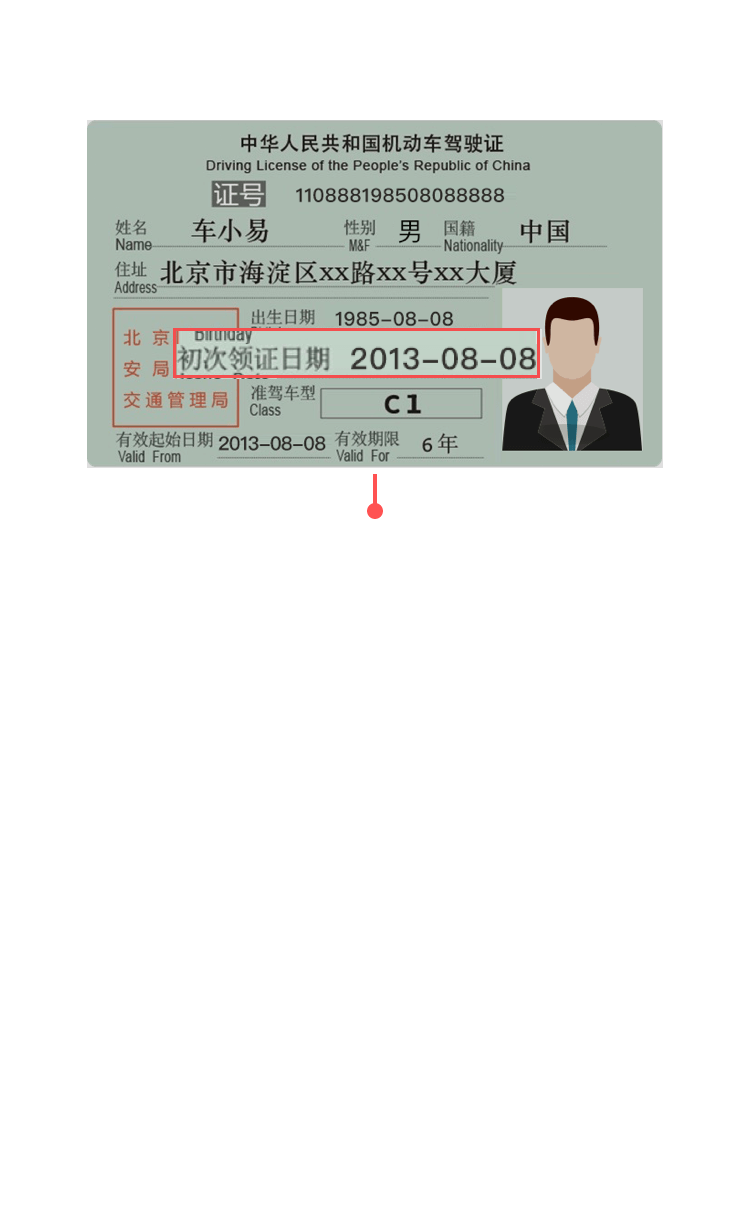 中华人民共和国机动车驾驶证
Driving License of the People's Republic of China
证号 110888198508088888
姓名 车小易 性别 男 国籍 中国
Name M&F Nationality
住址 北京市海淀区xx路xx号xx大厦
Address
出生日期 1985-08-08
Birthday
初次领证日期 2013-08-08
北京
安局
交通管理局
准驾车型 C1
Class
有效起始日期 2013-08-08 有效期限 6年
Valid From Valid For